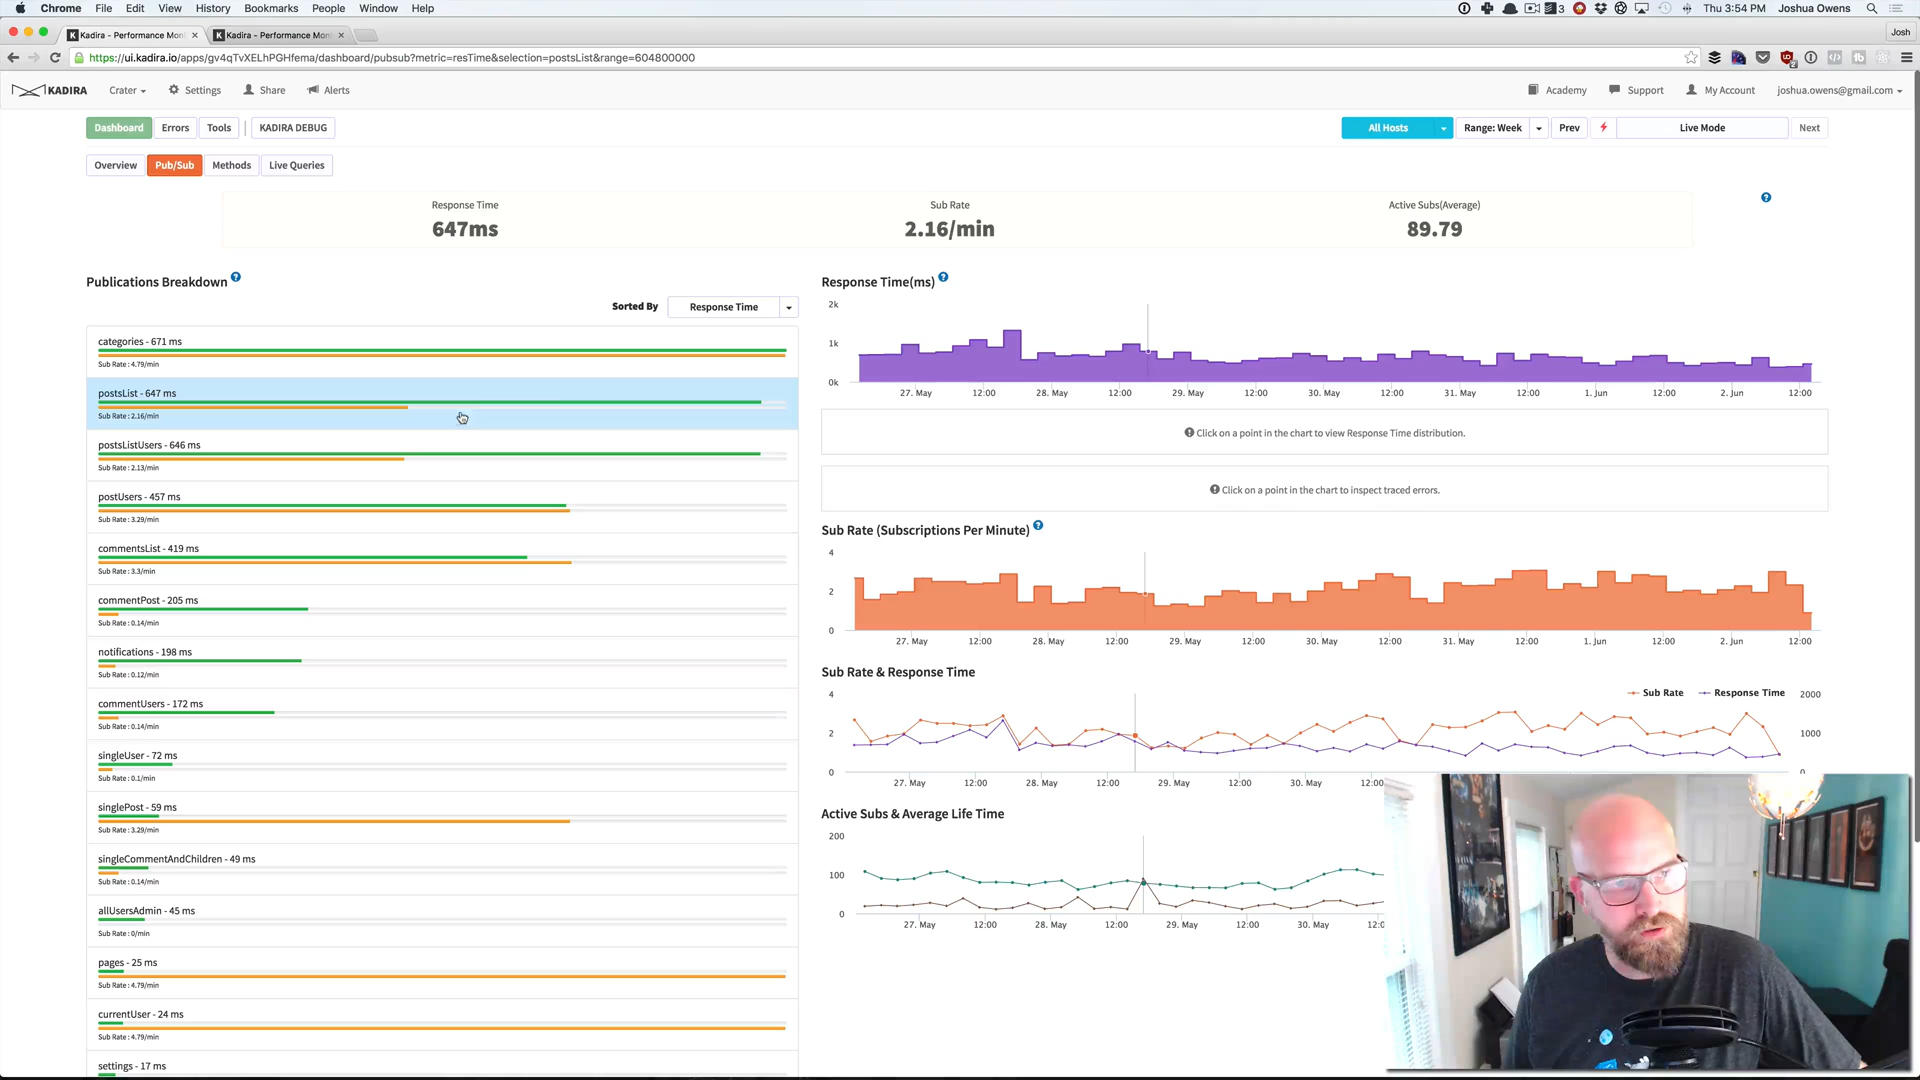 Chrome File Edit View History Bookmarks People Window Help
3 Thu 3:54 PM Joshua Owens
Kadira - Performance Moni × Kadira - Performance Moni ×
Josh
https://ui.kadira.io/apps/gv4qTvXELhPGHfema/dashboard/pubsub?metric=resTime&selection=postsList&range=604800000
KADIRA Crater Settings Share Alerts
Academy Support My Account joshua.owens@gmail.com
Dashboard Errors Tools KADIRA DEBUG
All Hosts Range: Week Prev Live Mode Next
Overview Pub/Sub Methods Live Queries
Response Time Sub Rate Active Subs(Average)
647ms 2.16/min 89.79
Publications Breakdown
Sorted By Response Time
categories - 671 ms
Sub Rate : 4.79/min
postsList - 647 ms
Sub Rate : 2.16/min
postsListUsers - 646 ms
Sub Rate : 2.13/min
postUsers - 457 ms
Sub Rate : 3.29/min
commentsList - 419 ms
Sub Rate : 3.3/min
commentPost - 205 ms
Sub Rate : 0.14/min
notifications - 198 ms
Sub Rate : 0.12/min
commentUsers - 172 ms
Sub Rate : 0.14/min
singleUser - 72 ms
Sub Rate : 0.1/min
singlePost - 59 ms
Sub Rate : 3.29/min
singleCommentAndChildren - 49 ms
Sub Rate : 0.14/min
allUsersAdmin - 45 ms
Sub Rate : 0/min
pages - 25 ms
Sub Rate : 4.79/min
currentUser - 24 ms
Sub Rate : 4.79/min
settings - 17 ms
Response Time(ms)
2k
1k
0k
27. May 12:00 28. May 12:00 29. May 12:00 30. May 12:00 31. May 12:00 1. Jun 12:00 2. Jun 12:00
Click on a point in the chart to view Response Time distribution.
Click on a point in the chart to inspect traced errors.
Sub Rate (Subscriptions Per Minute)
4
2
0
27. May 12:00 28. May 12:00 29. May 12:00 30. May 12:00 31. May 12:00 1. Jun 12:00 2. Jun 12:00
Sub Rate & Response Time
Sub Rate Response Time
4 2000
2 1000
0 0
27. May 12:00 28. May 12:00 29. May 12:00 30. May 12:00
Active Subs & Average Life Time
200
100
0
27. May 12:00 28. May 12:00 29. May 12:00 30. May 12:0